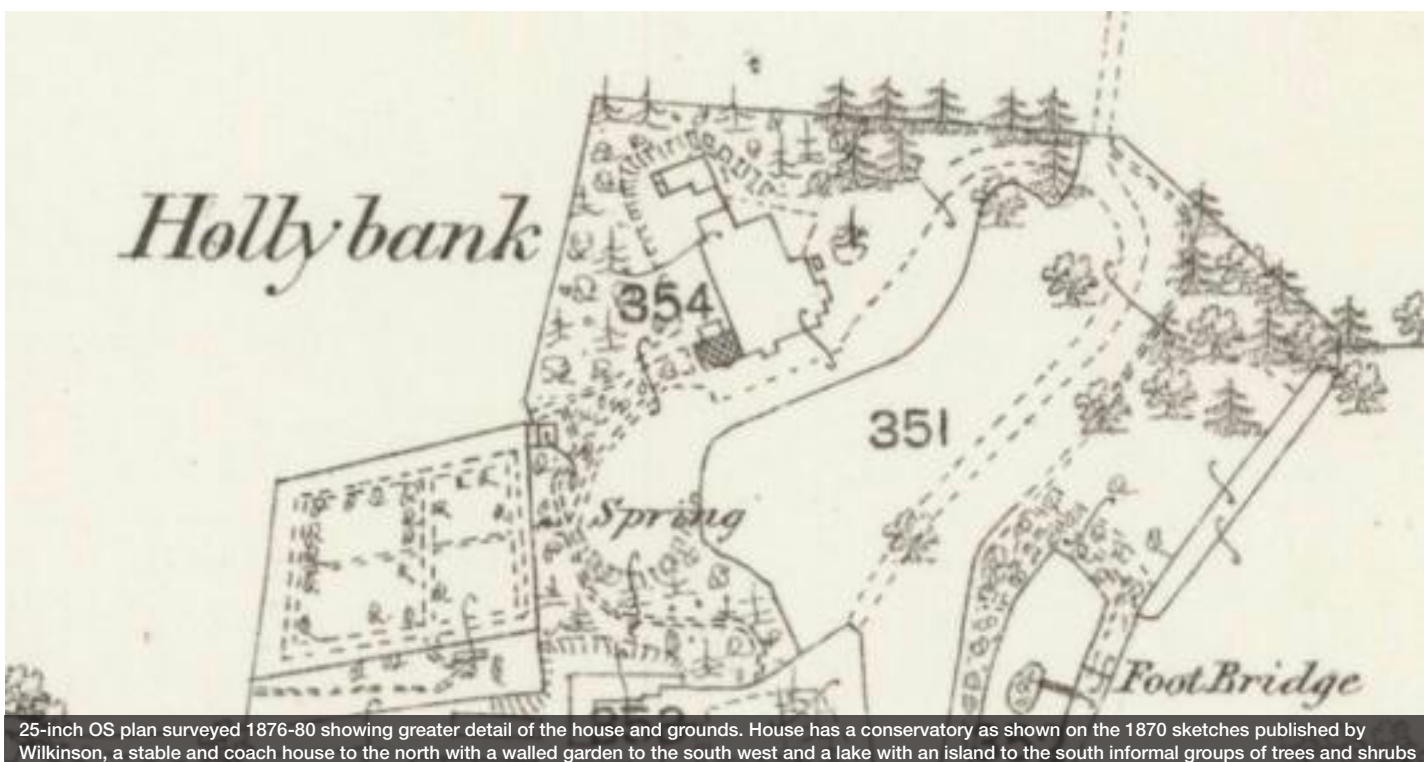 Hollybank
354
351
Spring
Foot Bridge
25-inch OS plan surveyed 1876-80 showing greater detail of the house and grounds. House has a conservatory as shown on the 1870 sketches published by
Wilkinson, a stable and coach house to the north with a walled garden to the south west and a lake with an island to the south informal groups of trees and shrubs